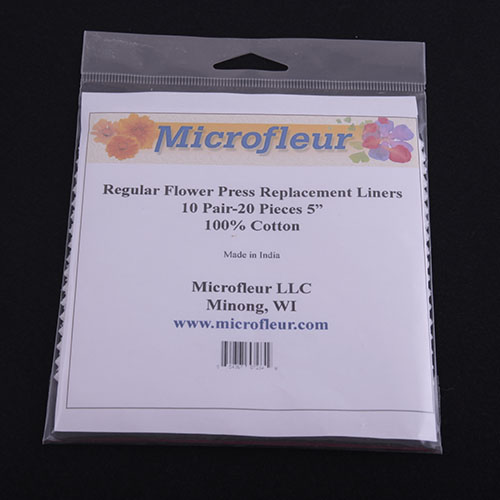 Microfleur
Regular Flower Press Replacement Liners
10 Pair-20 Pieces 5”
100% Cotton
Made in India
Microfleur LLC
Minong, WI
www.microfleur.com